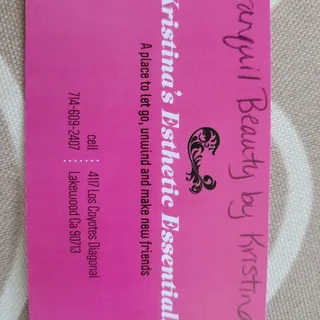 anquil Beauty by Kristina
Kristina's Esthetic Essential
A place to let go, unwind and make new friends
cell
714-609-2407
4117 Los Coyotes Diagonal
Lakewood Ca 90713